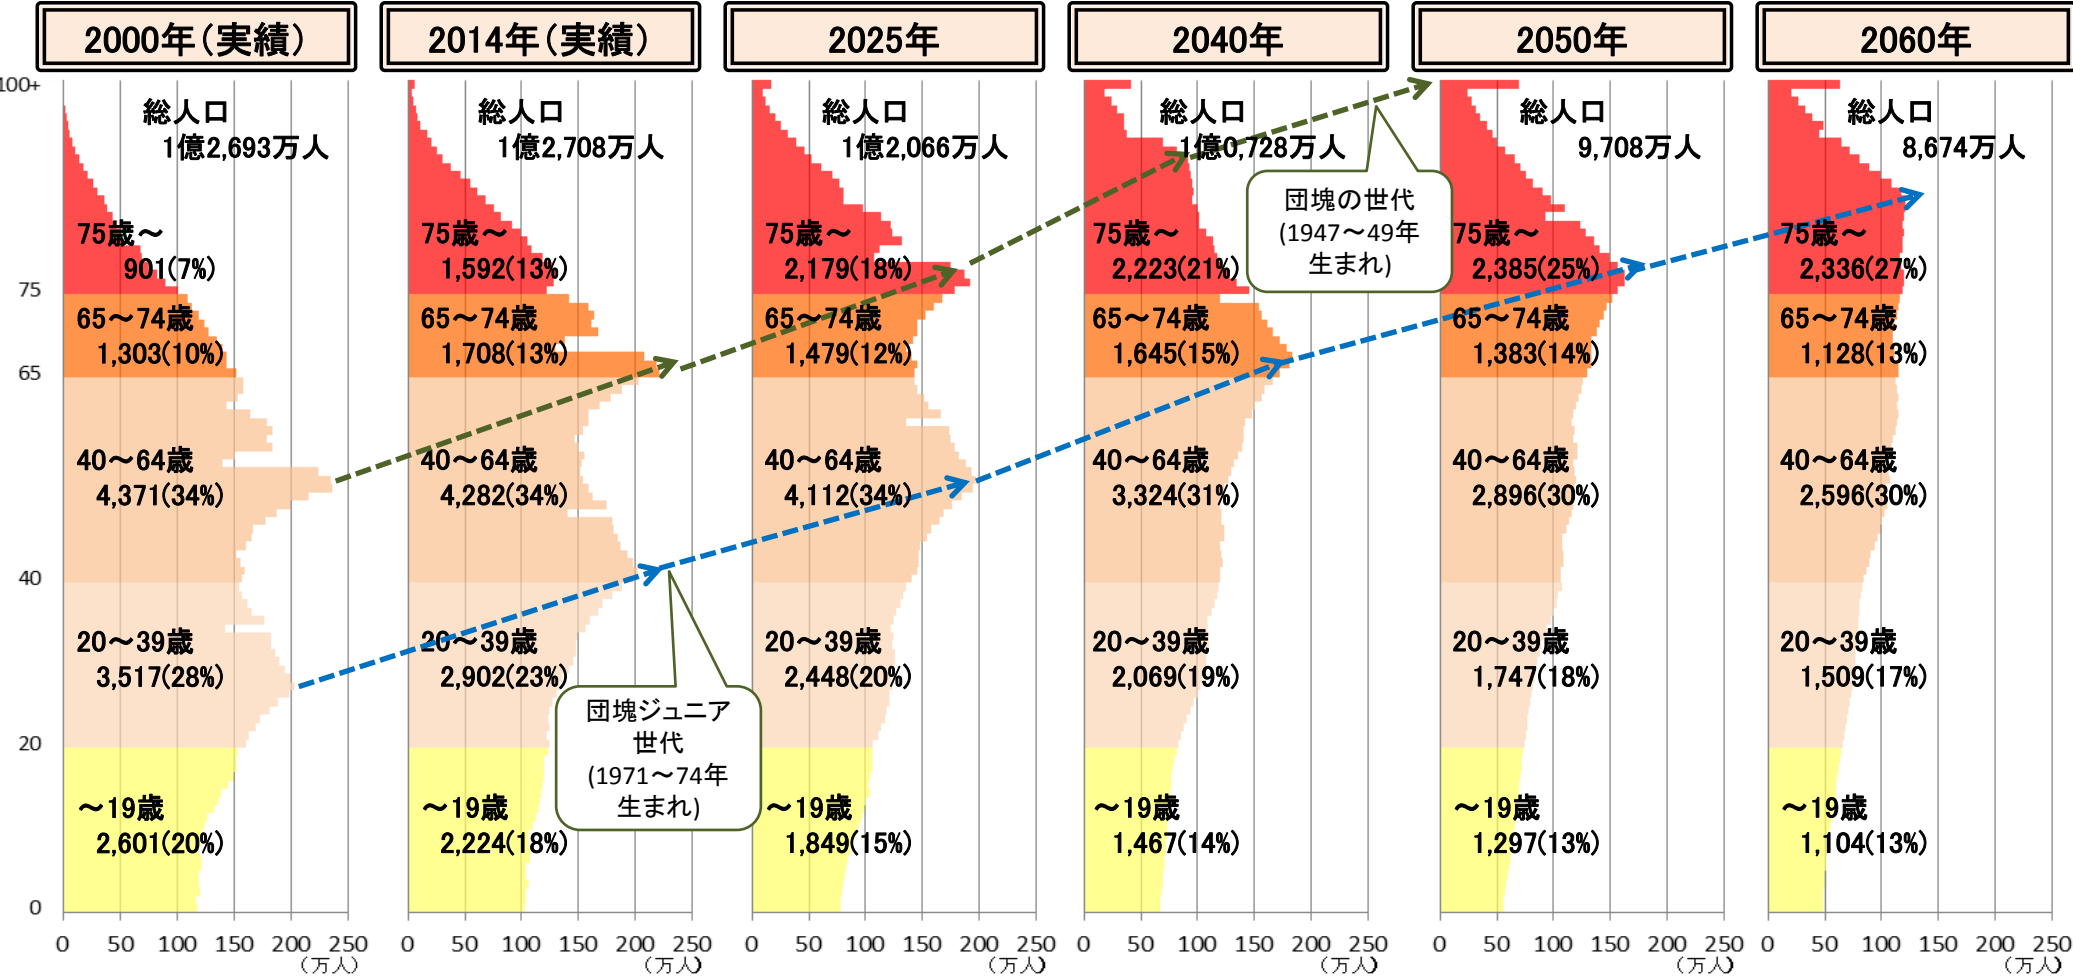 2000年(実績)
2014年(実績)
2025年
2040年
2050年
2060年
100+
75
65
40
20
0
総人口
1億2,693万人
75歳~
901(7%)
65~74歳
1,303(10%)
40~64歳
4,371(34%)
20~39歳
3,517(28%)
~19歳
2,601(20%)
0 50 100 150 200 250
(万人)
総人口
1億2,708万人
75歳~
1,592(13%)
65~74歳
1,708(13%)
40~64歳
4,282(34%)
20~39歳
2,902(23%)
~19歳
2,224(18%)
0 50 100 150 200 250
(万人)
団塊ジュニア
世代
(1971~74年
生まれ)
総人口
1億2,066万人
75歳~
2,179(18%)
65~74歳
1,479(12%)
40~64歳
4,112(34%)
20~39歳
2,448(20%)
~19歳
1,849(15%)
0 50 100 150 200 250
(万人)
総人口
1億0,728万人
75歳~
2,223(21%)
65~74歳
1,645(15%)
40~64歳
3,324(31%)
20~39歳
2,069(19%)
~19歳
1,467(14%)
0 50 100 150 200 250
(万人)
団塊の世代
(1947~49年
生まれ)
総人口
9,708万人
75歳~
2,385(25%)
65~74歳
1,383(14%)
40~64歳
2,896(30%)
20~39歳
1,747(18%)
~19歳
1,297(13%)
0 50 100 150 200 250
(万人)
総人口
8,674万人
75歳~
2,336(27%)
65~74歳
1,128(13%)
40~64歳
2,596(30%)
20~39歳
1,509(17%)
~19歳
1,104(13%)
0 50 100 150 200 250
(万人)